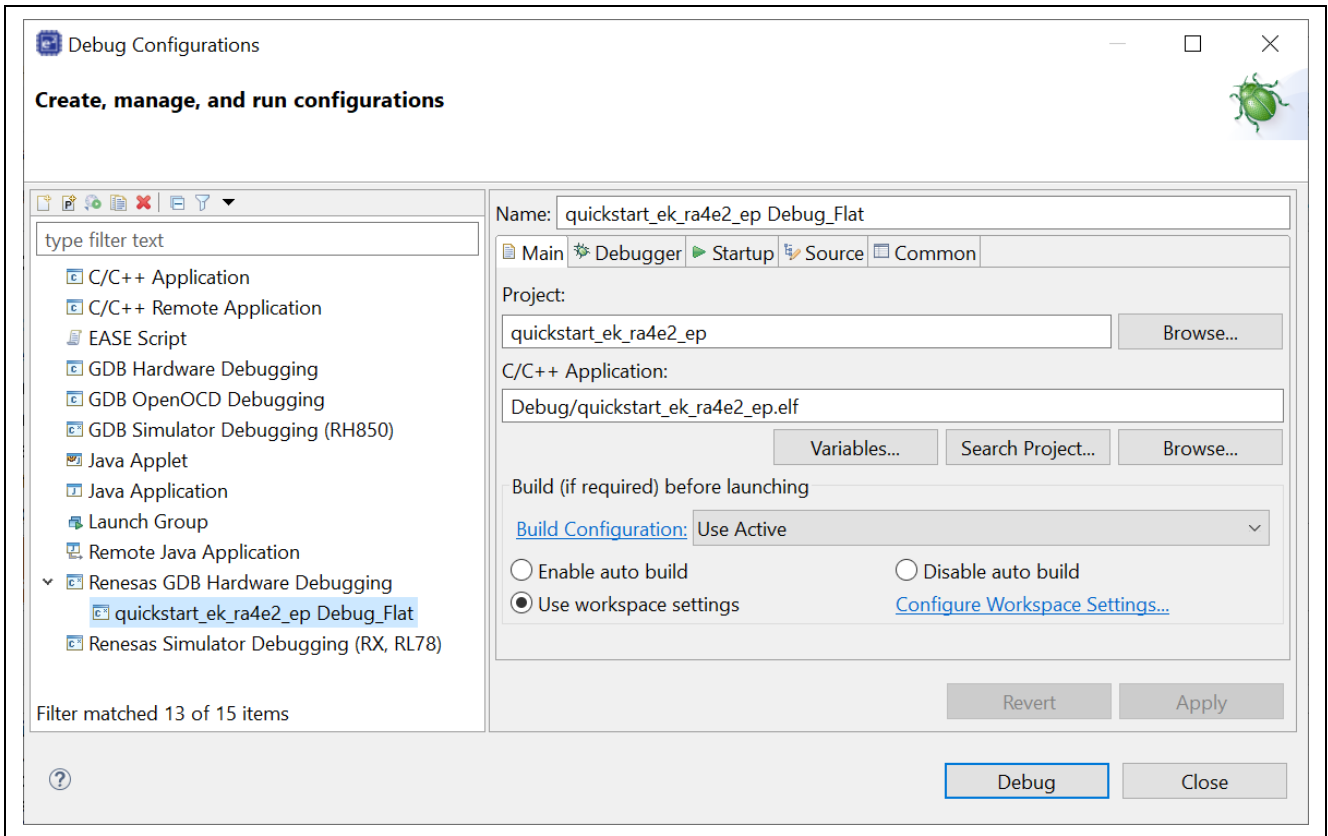 Debug Configurations
Create, manage, and run configurations
type filter text
C/C++ Application
C/C++ Remote Application
EASE Script
GDB Hardware Debugging
GDB OpenOCD Debugging
GDB Simulator Debugging (RH850)
Java Applet
Java Application
Launch Group
Remote Java Application
Renesas GDB Hardware Debugging
quickstart_ek_ra4e2_ep Debug_Flat
Renesas Simulator Debugging (RX, RL78)
Filter matched 13 of 15 items
Name: quickstart_ek_ra4e2_ep Debug_Flat
Main Debugger Startup Source Common
Project:
quickstart_ek_ra4e2_ep Browse...
C/C++ Application:
Debug/quickstart_ek_ra4e2_ep.elf
Variables... Search Project... Browse...
Build (if required) before launching
Build Configuration: Use Active
Enable auto build Disable auto build
Use workspace settings Configure Workspace Settings...
Revert Apply
Debug Close